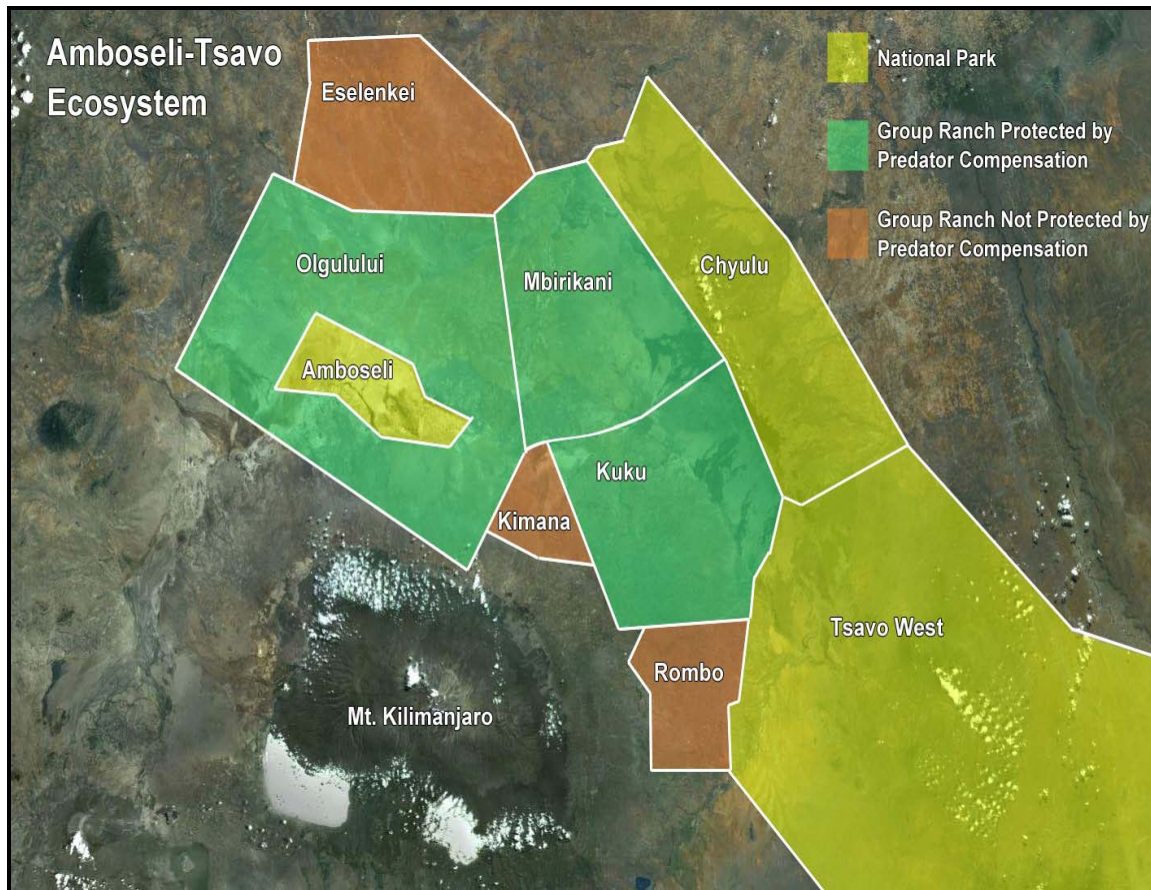 Amboseli-Tsavo
Ecosystem
National Park
Group Ranch Protected by
Predator Compensation
Group Ranch Not Protected by
Predator Compensation
Eselenkei
Olgulului
Mbirikani
Chyulu
Amboseli
Kuku
Kimana
Tsavo West
Rombo
Mt. Kilimanjaro